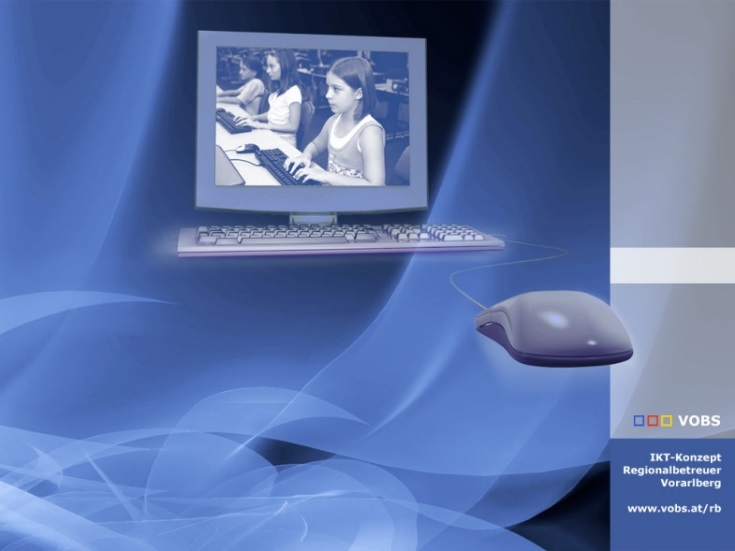 VOBS
IKT-Konzept
Regionalbetreuer
Vorarlberg
www.vobs.at/rb